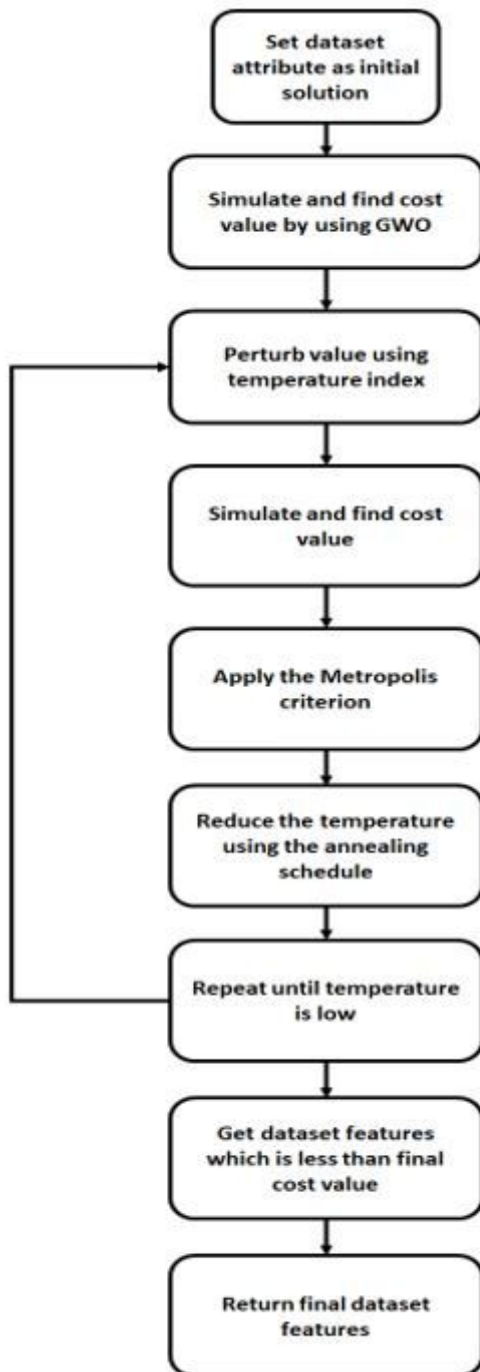 Set dataset
attribute as initial
solution
Simulate and find cost
value by using GWO
Perturb value using
temperature index
Simulate and find cost
value
Apply the Metropolis
criterion
Reduce the temperature
using the annealing
schedule
Repeat until temperature
is low
Get dataset features
which is less than final
cost value
Return final dataset
features